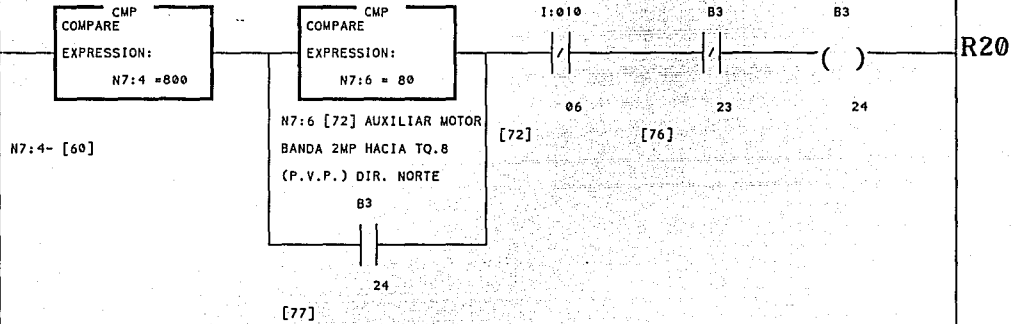 CMP
COMPARE
EXPRESSION:
N7:4 =800
N7:4- [60]
CMP
COMPARE
EXPRESSION:
N7:6 = 80
N7:6 [72] AUXILIAR MOTOR
BANDA 2MP HACIA TQ.8
(P.V.P.) DIR. NORTE
B3
24
[77]
I:010
06
[72]
B3
23
[76]
B3
24
R20